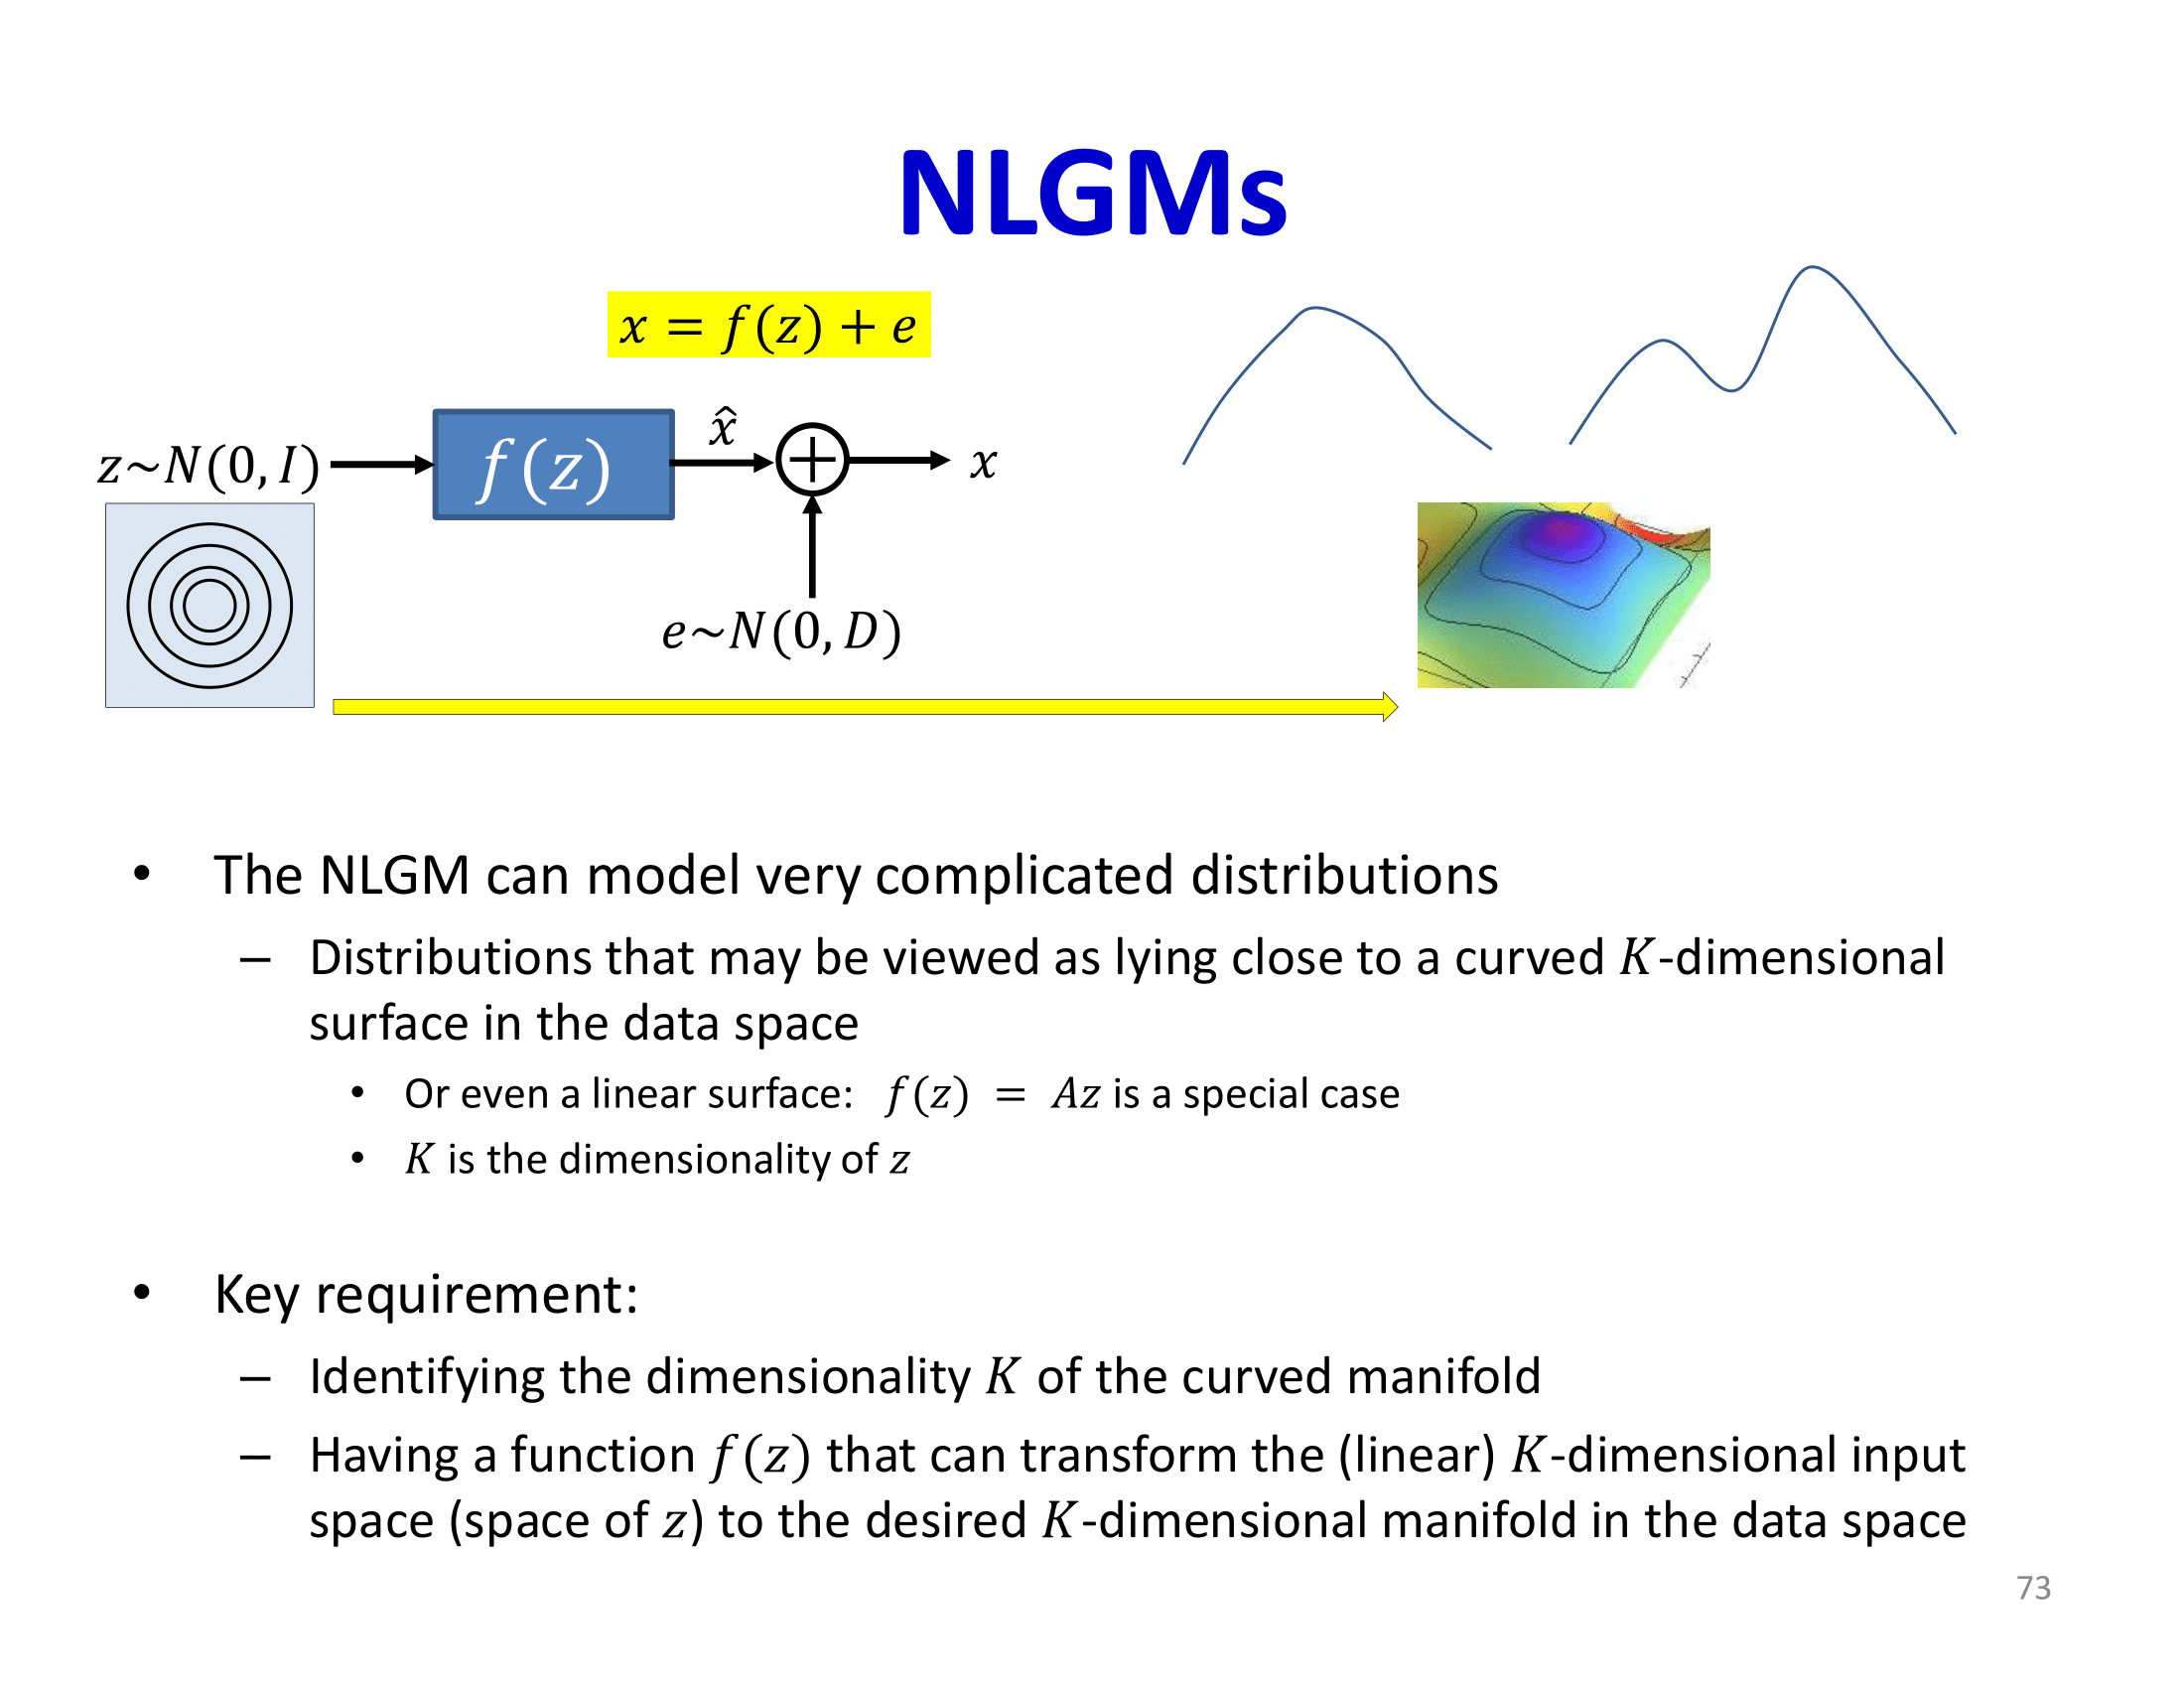 NLGMs
x = f(z) + e
z~N(0, I)
f(z)
x̂
x
e~N(0, D)
• The NLGM can model very complicated distributions
– Distributions that may be viewed as lying close to a curved K-dimensional
surface in the data space
• Or even a linear surface: f(z) = Az is a special case
• K is the dimensionality of z
• Key requirement:
– Identifying the dimensionality K of the curved manifold
– Having a function f(z) that can transform the (linear) K-dimensional input
space (space of z) to the desired K-dimensional manifold in the data space
73